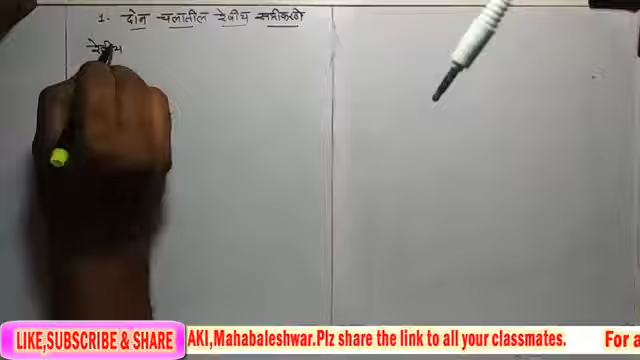 1. दोन चलातील रेषीय समीकरणे
रेषीय
LIKE,SUBSCRIBE & SHARE
AKI,Mahabaleshwar.Plz share the link to all your classmates.
For a